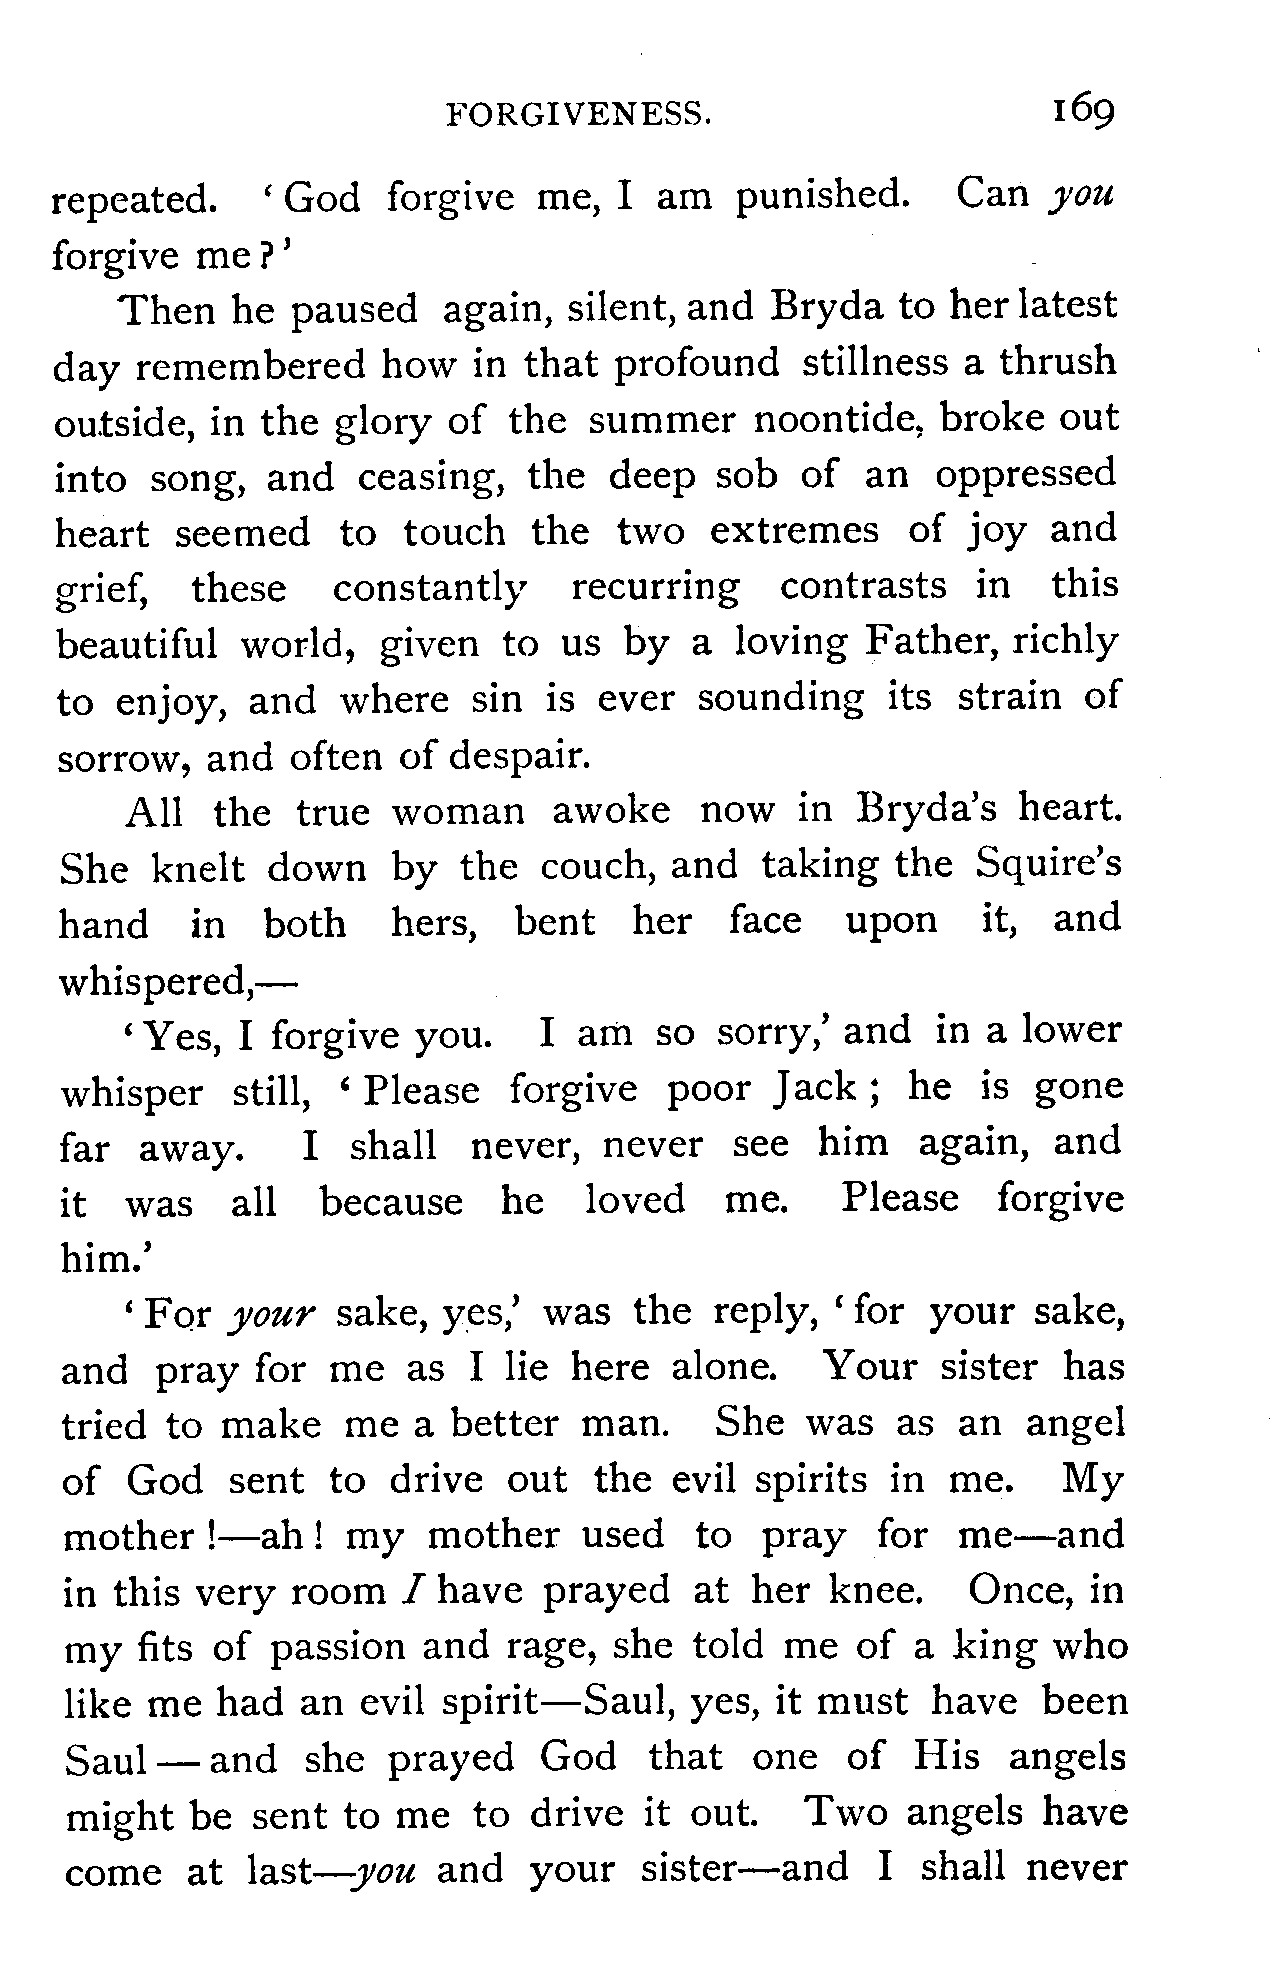 FORGIVENESS. 169
repeated. ‘ God forgive me, I am punished. Can you
forgive me ? ’
Then he paused again, silent, and Bryda to her latest
day remembered how in that profound stillness a thrush
outside, in the glory of the summer noontide, broke out
into song, and ceasing, the deep sob of an oppressed
heart seemed to touch the two extremes of joy and
grief, these constantly recurring contrasts in this
beautiful world, given to us by a loving Father, richly
to enjoy, and where sin is ever sounding its strain of
sorrow, and often of despair.
All the true woman awoke now in Bryda’s heart.
She knelt down by the couch, and taking the Squire’s
hand in both hers, bent her face upon it, and
whispered,—
‘ Yes, I forgive you. I am so sorry,’ and in a lower
whisper still, ‘ Please forgive poor Jack ; he is gone
far away. I shall never, never see him again, and
it was all because he loved me. Please forgive
him.’
‘ For your sake, yes,’ was the reply, ‘ for your sake,
and pray for me as I lie here alone. Your sister has
tried to make me a better man. She was as an angel
of God sent to drive out the evil spirits in me. My
mother !—ah ! my mother used to pray for me—and
in this very room I have prayed at her knee. Once, in
my fits of passion and rage, she told me of a king who
like me had an evil spirit—Saul, yes, it must have been
Saul — and she prayed God that one of His angels
might be sent to me to drive it out. Two angels have
come at last—you and your sister—and I shall never